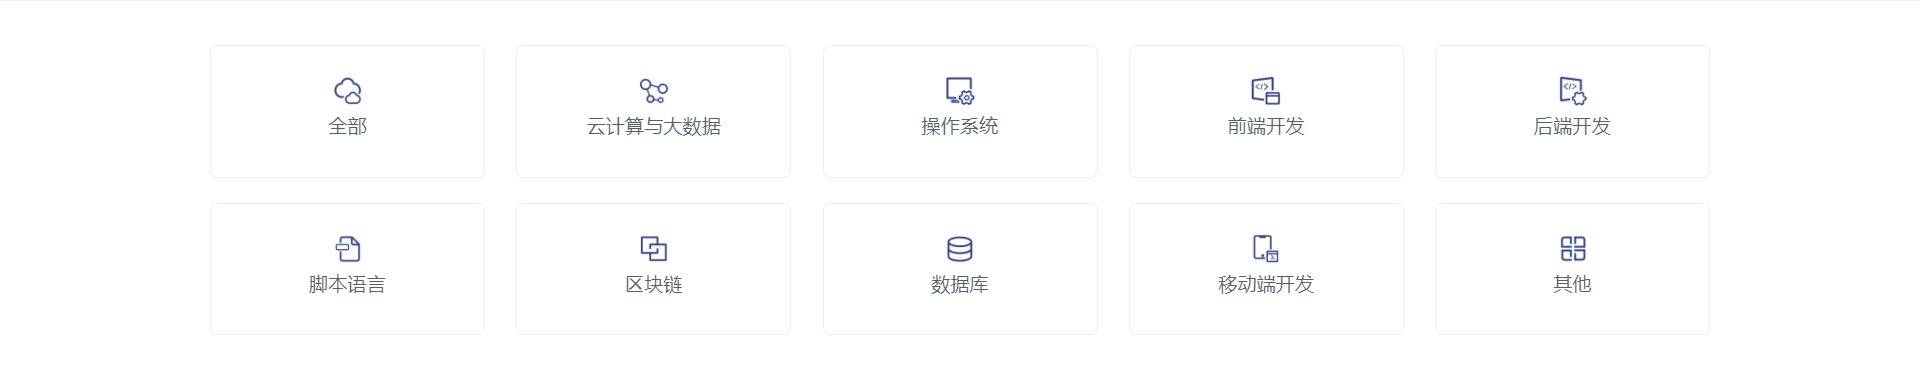 全部
云计算与大数据
操作系统
前端开发
后端开发
脚本语言
区块链
数据库
移动端开发
其他